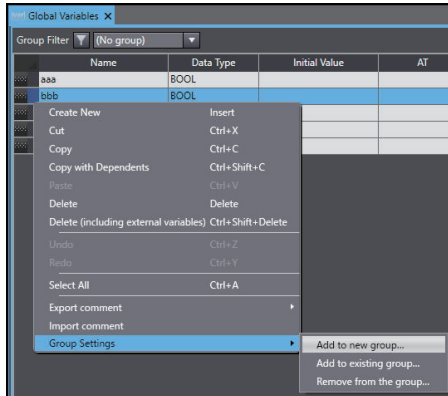 Global Variables X
Group Filter (No group)
Name Data Type Initial Value AT
aaa BOOL
bbb BOOL
Create New Insert
Cut Ctrl+X
Copy Ctrl+C
Copy with Dependents Ctrl+Shift+C
Paste Ctrl+V
Delete Delete
Delete (including external variables) Ctrl+Shift+Delete
Undo Ctrl+Z
Redo Ctrl+Y
Select All Ctrl+A
Export comment
Import comment
Group Settings
Add to new group...
Add to existing group...
Remove from the group...